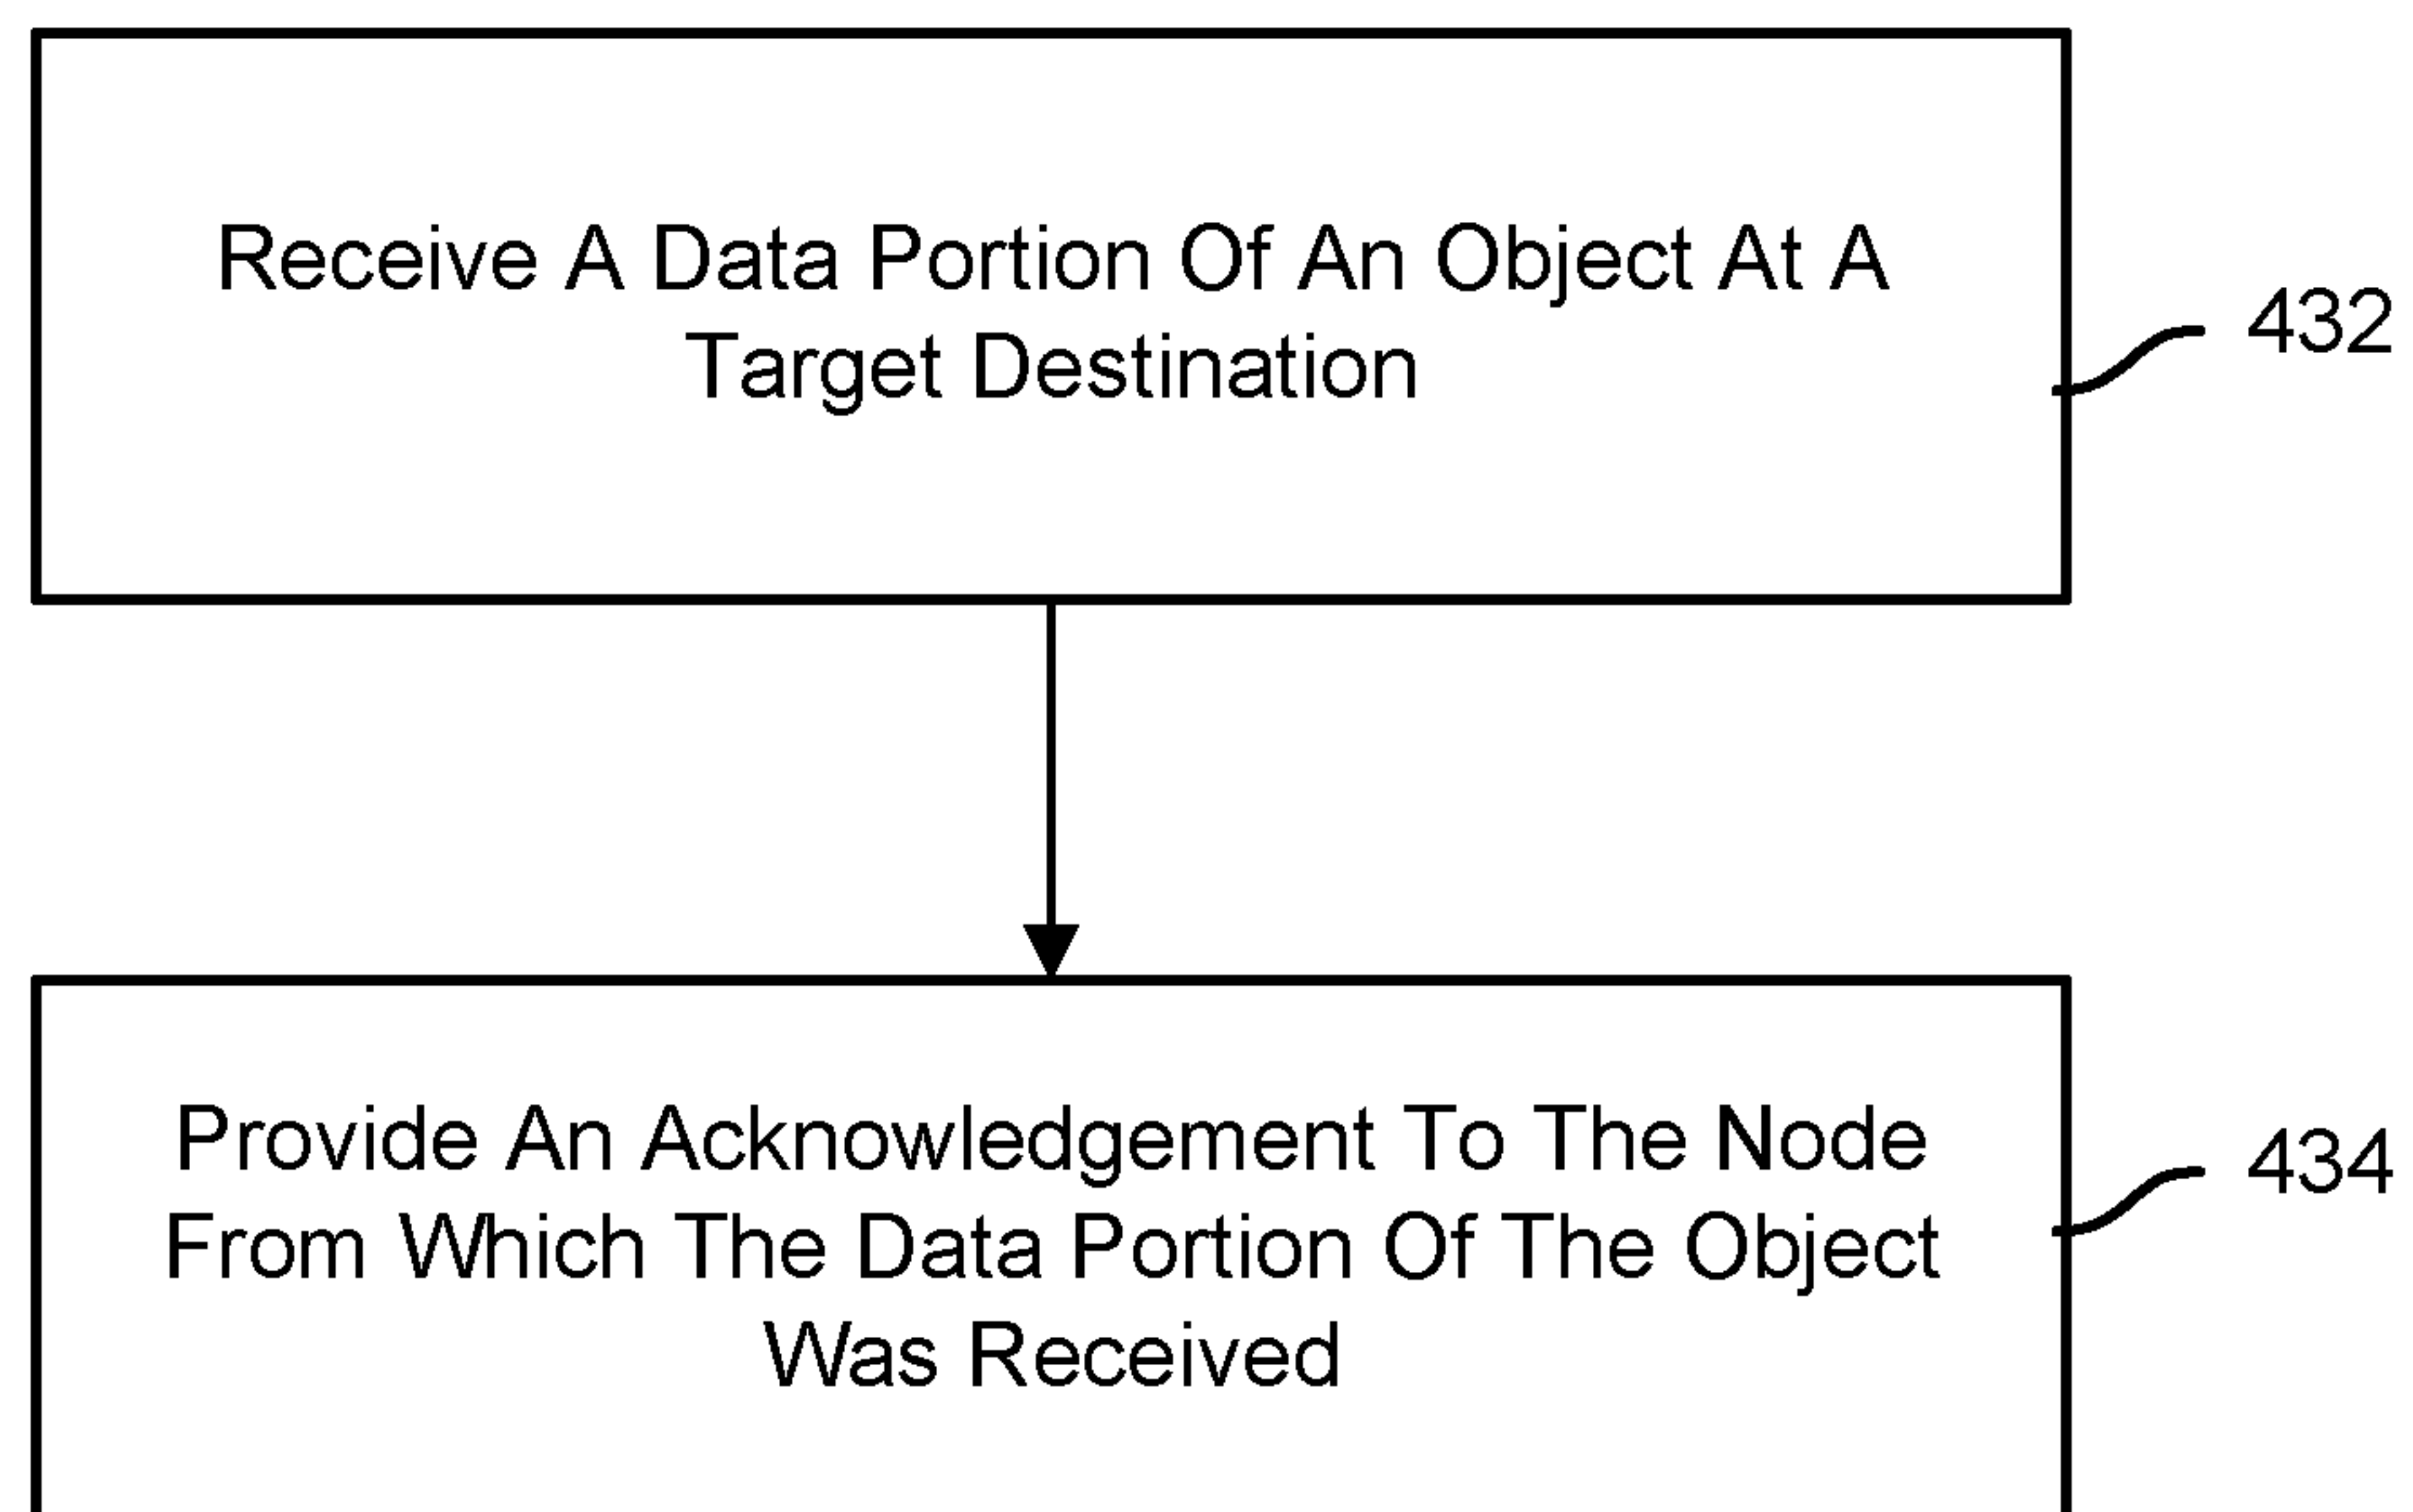 Receive A Data Portion Of An Object At A
Target Destination
432
Provide An Acknowledgement To The Node
From Which The Data Portion Of The Object
Was Received
434